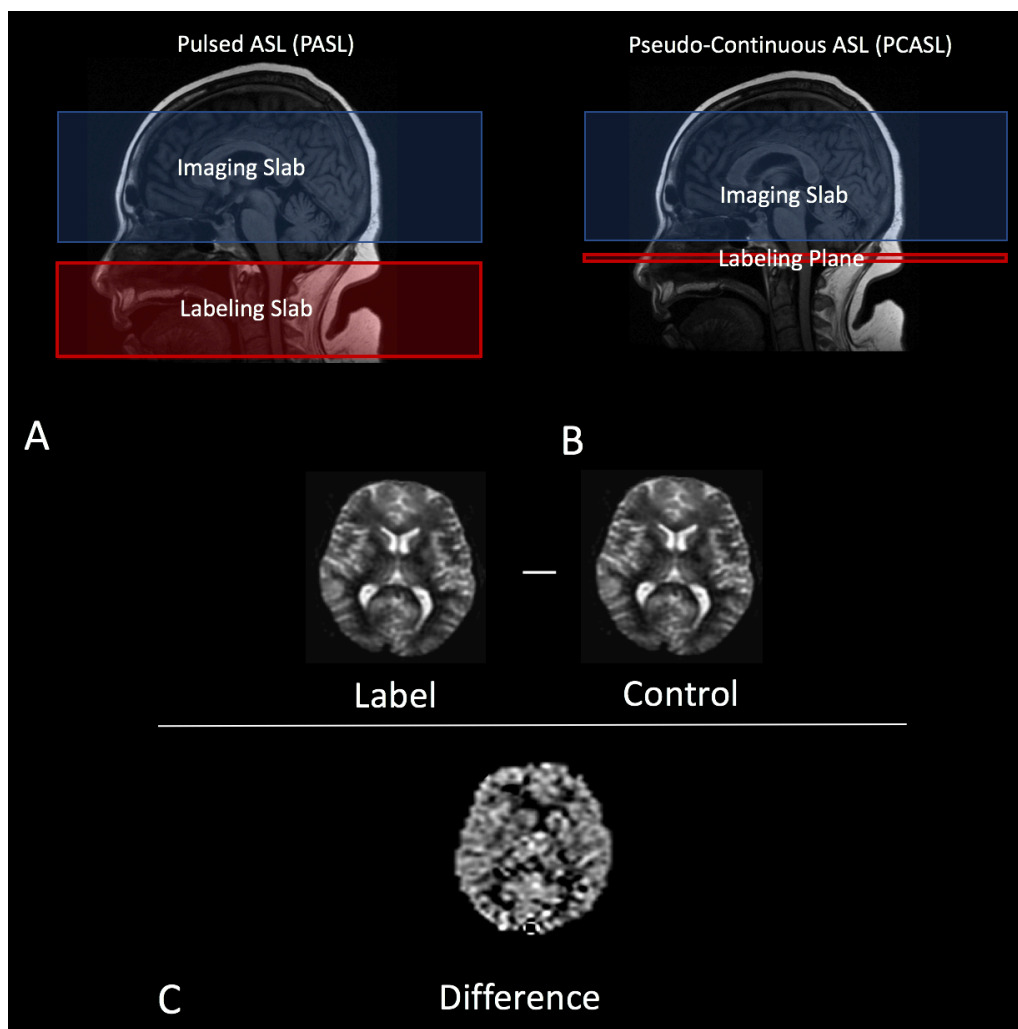 Pulsed ASL (PASL)
Pseudo-Continuous ASL (PCASL)
Imaging Slab
Imaging Slab
Labeling Plane
Labeling Slab
A
B
—
Label
Control
C
Difference